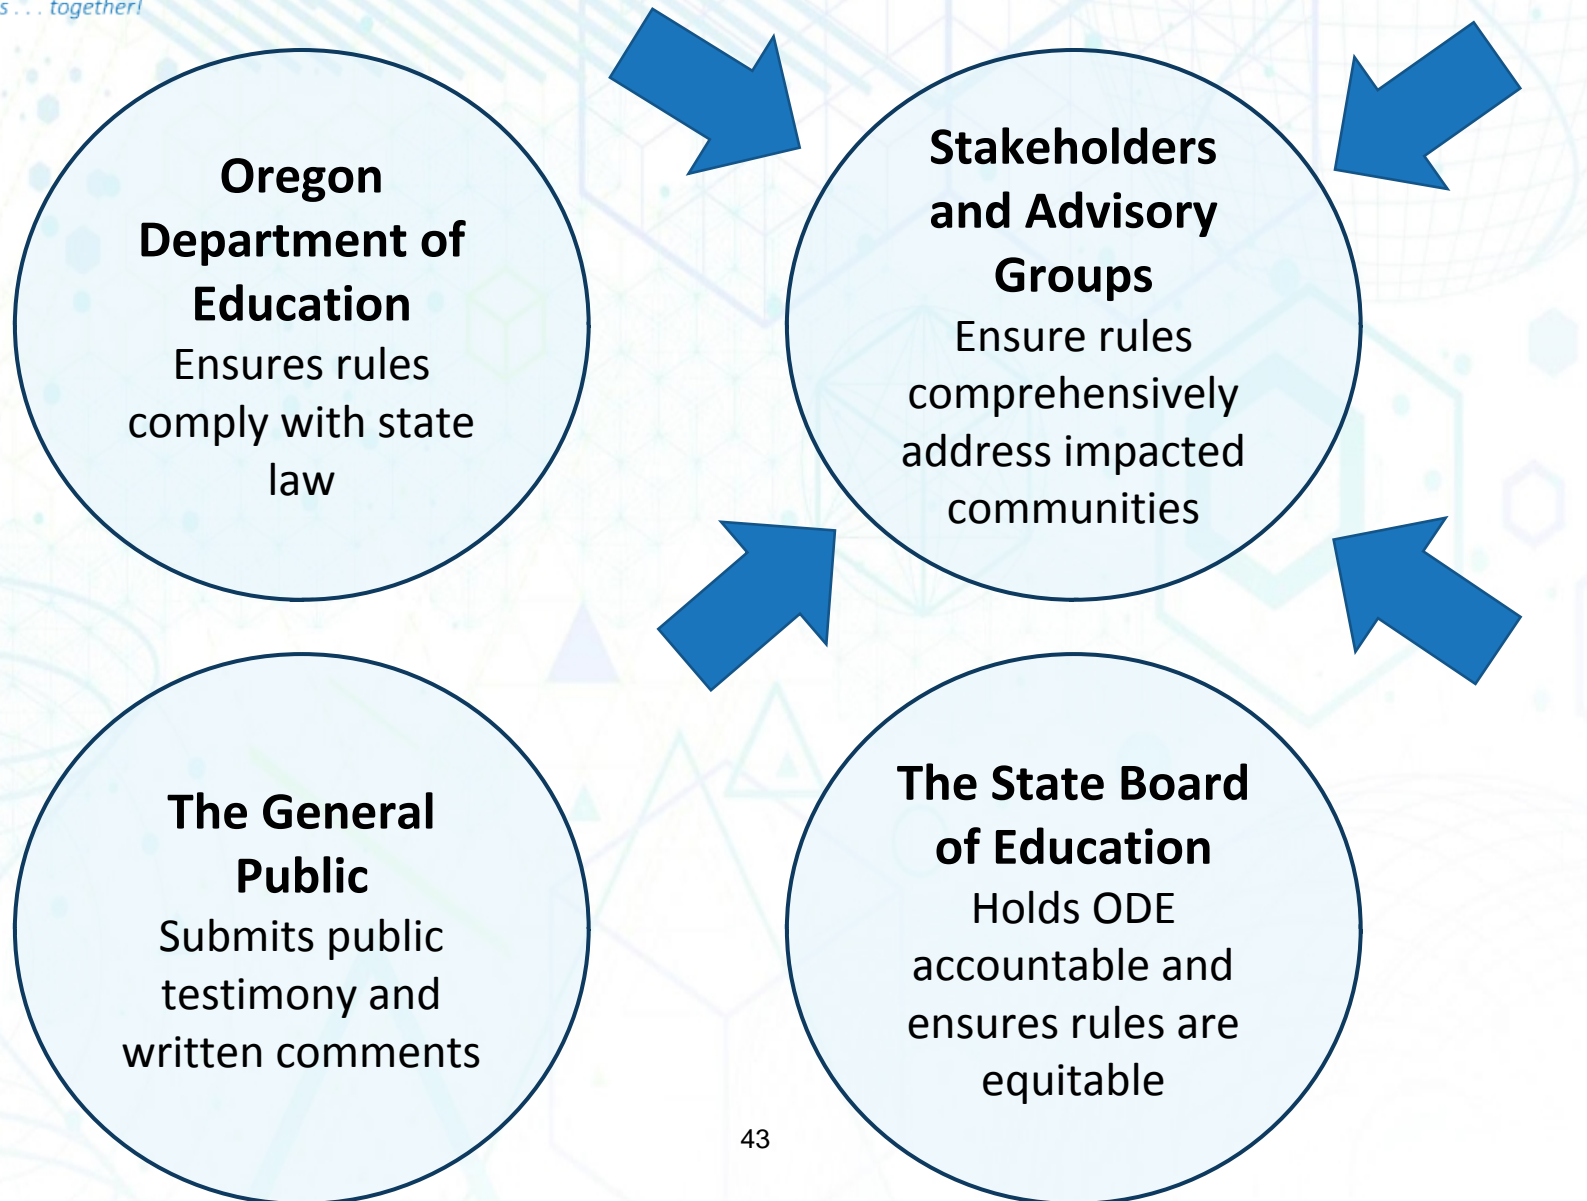 s . . . together!
Oregon
Department of
Education
Ensures rules
comply with state
law
Stakeholders
and Advisory
Groups
Ensure rules
comprehensively
address impacted
communities
The General
Public
Submits public
testimony and
written comments
The State Board
of Education
Holds ODE
accountable and
ensures rules are
equitable
43